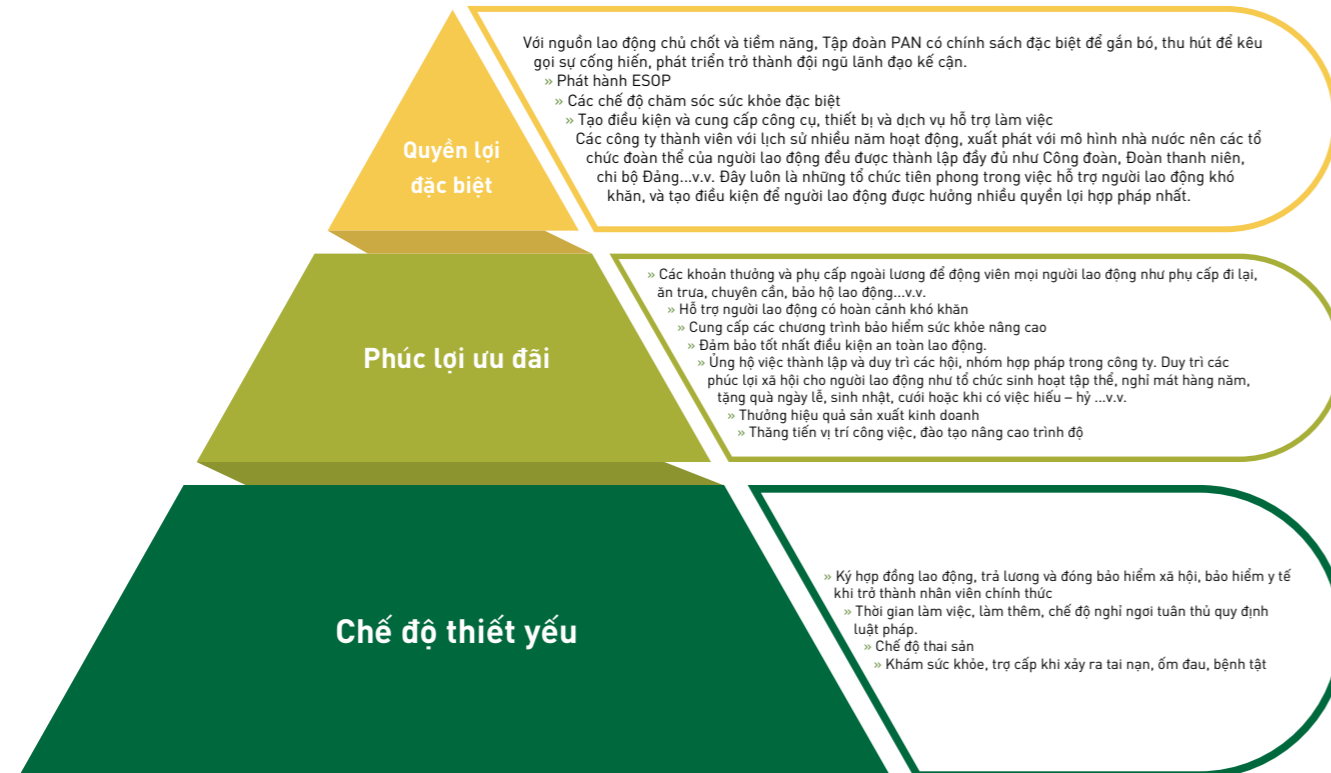 Quyền lợi
đặc biệt
Với nguồn lao động chủ chốt và tiềm năng, Tập đoàn PAN có chính sách đặc biệt để gắn bó, thu hút để kêu
gọi sự cống hiến, phát triển trở thành đội ngũ lãnh đạo kế cận.
» Phát hành ESOP
» Các chế độ chăm sóc sức khỏe đặc biệt
» Tạo điều kiện và cung cấp công cụ, thiết bị và dịch vụ hỗ trợ làm việc
Các công ty thành viên với lịch sử nhiều năm hoạt động, xuất phát với mô hình nhà nước nên các tổ
chức đoàn thể của người lao động đều được thành lập đầy đủ như Công đoàn, Đoàn thanh niên,
chi bộ Đảng...v.v. Đây luôn là những tổ chức tiên phong trong việc hỗ trợ người lao động khó
khăn, và tạo điều kiện để người lao động được hưởng nhiều quyền lợi hợp pháp nhất.
Phúc lợi ưu đãi
» Các khoản thưởng và phụ cấp ngoài lương để động viên mọi người lao động như phụ cấp đi lại,
ăn trưa, chuyên cần, bảo hộ lao động...v.v.
» Hỗ trợ người lao động có hoàn cảnh khó khăn
» Cung cấp các chương trình bảo hiểm sức khỏe nâng cao
» Đảm bảo tốt nhất điều kiện an toàn lao động.
» Ủng hộ việc thành lập và duy trì các hội, nhóm hợp pháp trong công ty. Duy trì các
phúc lợi xã hội cho người lao động như tổ chức sinh hoạt tập thể, nghỉ mát hàng năm,
tặng quà ngày lễ, sinh nhật, cưới hoặc khi có việc hiếu – hỷ ...v.v.
» Thưởng hiệu quả sản xuất kinh doanh
» Thăng tiến vị trí công việc, đào tạo nâng cao trình độ
Chế độ thiết yếu
» Ký hợp đồng lao động, trả lương và đóng bảo hiểm xã hội, bảo hiểm y tế
khi trở thành nhân viên chính thức
» Thời gian làm việc, làm thêm, chế độ nghỉ ngơi tuân thủ quy định
luật pháp.
» Chế độ thai sản
» Khám sức khỏe, trợ cấp khi xảy ra tai nạn, ốm đau, bệnh tật